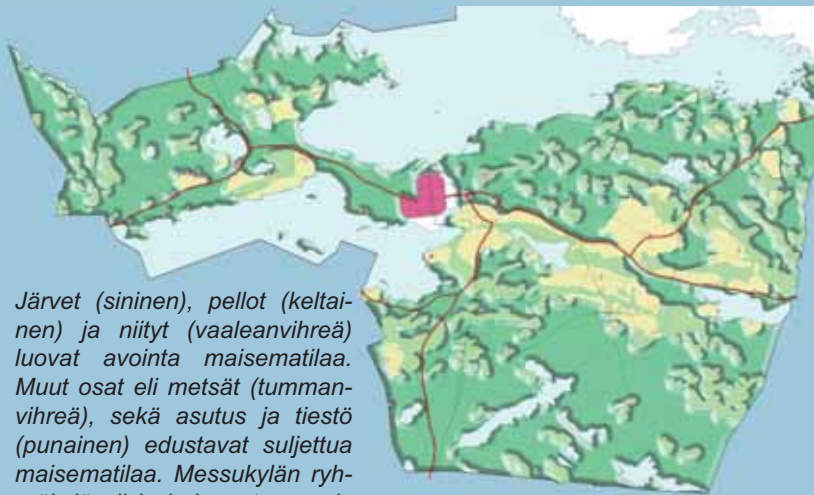 Järvet (sininen), pellot (keltai-
nen) ja niityt (vaaleanvihreä)
luovat avointa maisematilaa.
Muut osat eli metsät (tumman-
vihreä), sekä asutus ja tiestö
(punainen) edustavat suljettua
maisematilaa. Messukylän ryh-